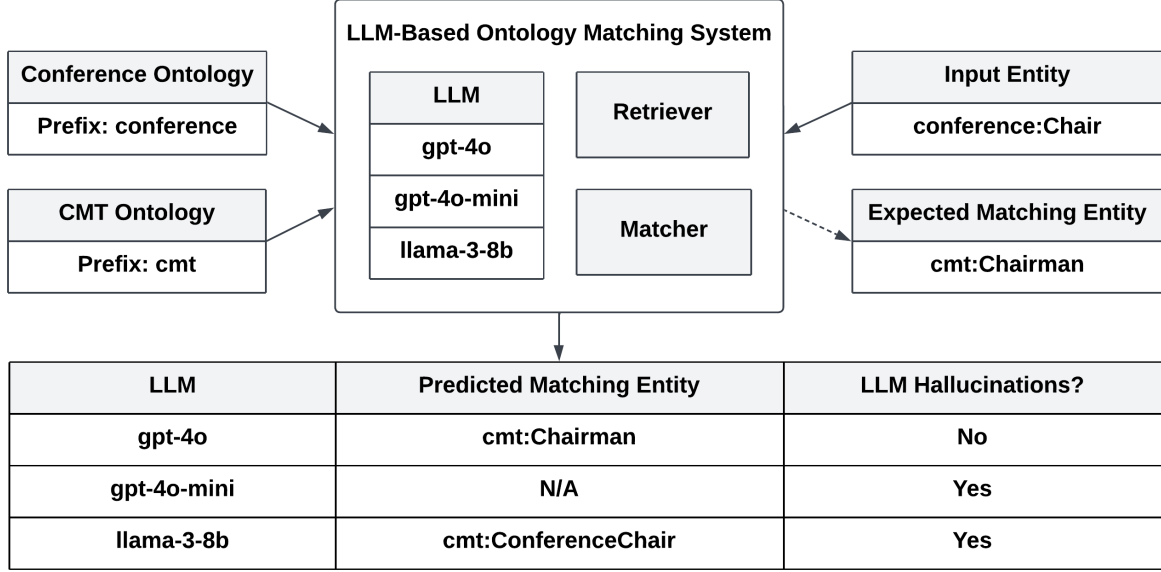 LLM-Based Ontology Matching System
Conference Ontology
Prefix: conference
CMT Ontology
Prefix: cmt
LLM
gpt-4o
gpt-4o-mini
llama-3-8b
Retriever
Matcher
Input Entity
conference:Chair
Expected Matching Entity
cmt:Chairman
LLM Predicted Matching Entity LLM Hallucinations?
gpt-4o cmt:Chairman No
gpt-4o-mini N/A Yes
llama-3-8b cmt:ConferenceChair Yes